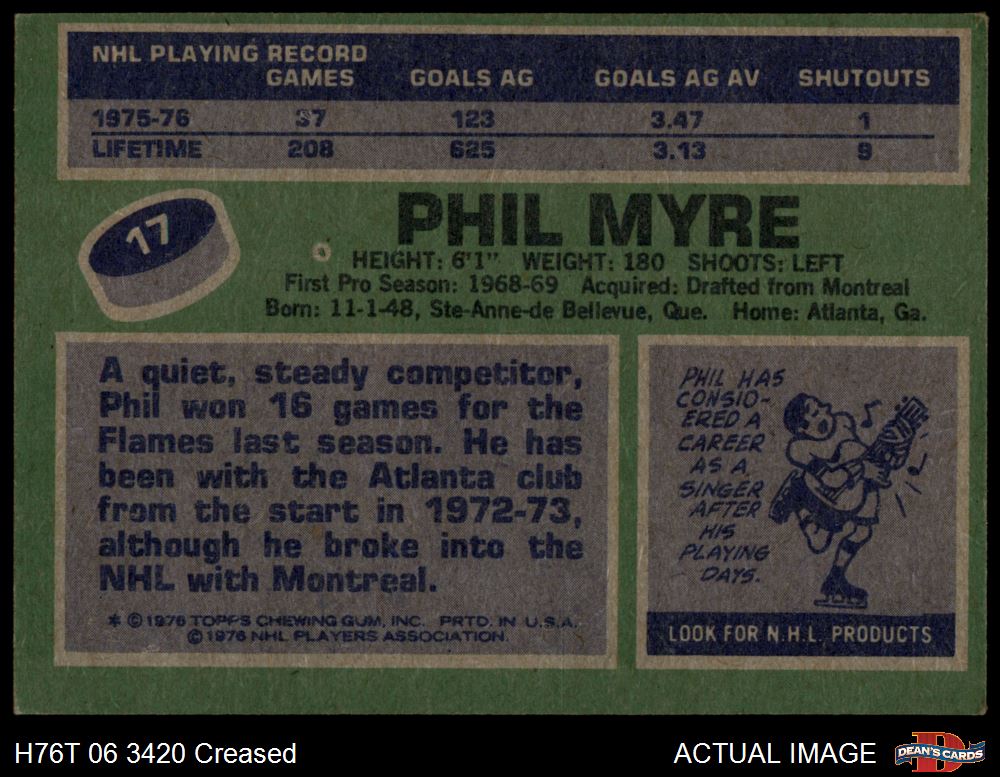 NHL PLAYING RECORD
GAMES GOALS AG GOALS AG AV SHUTOUTS
1975-76 37 123 3.47 1
LIFETIME 208 625 3.13 9
17
PHIL MYRE
HEIGHT: 6'1" WEIGHT: 180 SHOOTS: LEFT
First Pro Season: 1968-69 Acquired: Drafted from Montreal
Born: 11-1-48, Ste-Anne-de Bellevue, Que. Home: Atlanta, Ga.
A quiet, steady competitor,
Phil won 16 games for the
Flames last season. He has
been with the Atlanta club
from the start in 1972-73,
although he broke into the
NHL with Montreal.
* © 1976 TOPPS CHEWING GUM, INC. PRTD. IN U.S.A.
© 1976 NHL PLAYERS ASSOCIATION.
PHIL HAS
CONSID-
ERED A
CAREER
AS A
SINGER
AFTER
HIS
PLAYING
DAYS.
LOOK FOR N.H.L. PRODUCTS
H76T 06 3420 Creased
ACTUAL IMAGE
DEAN'S CARDS